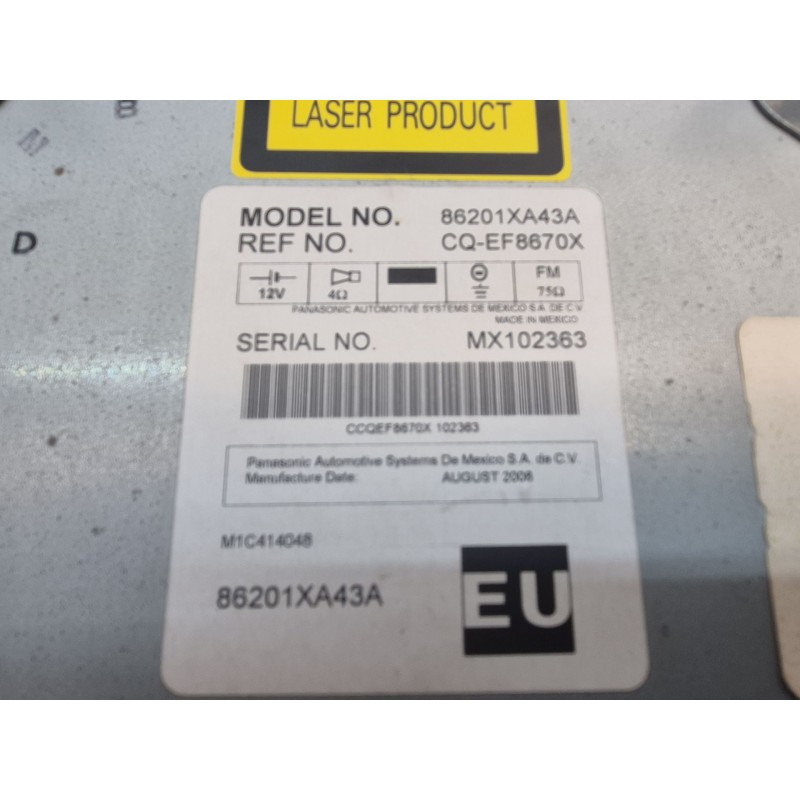 B
N
LASER PRODUCT
D
MODEL NO. 86201XA43A
REF NO. CQ-EF8670X
12V 4Ω FM 75Ω
PANASONIC AUTOMOTIVE SYSTEMS DE MEXICO S.A. DE C.V.
MADE IN MEXICO
SERIAL NO. MX102363
CCQEF8670X 102363
Panasonic Automotive Systems De Mexico S.A. de C.V.
Manufacture Date: AUGUST 2006
M1C414048
86201XA43A
EU